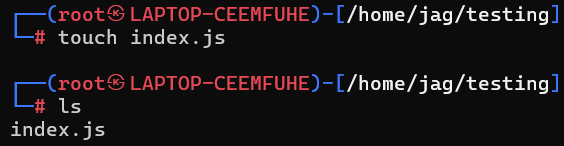 ┌──(root㉿LAPTOP-CEEMFUHE)-[/home/jag/testing]
└─# touch index.js
┌──(root㉿LAPTOP-CEEMFUHE)-[/home/jag/testing]
└─# ls
index.js